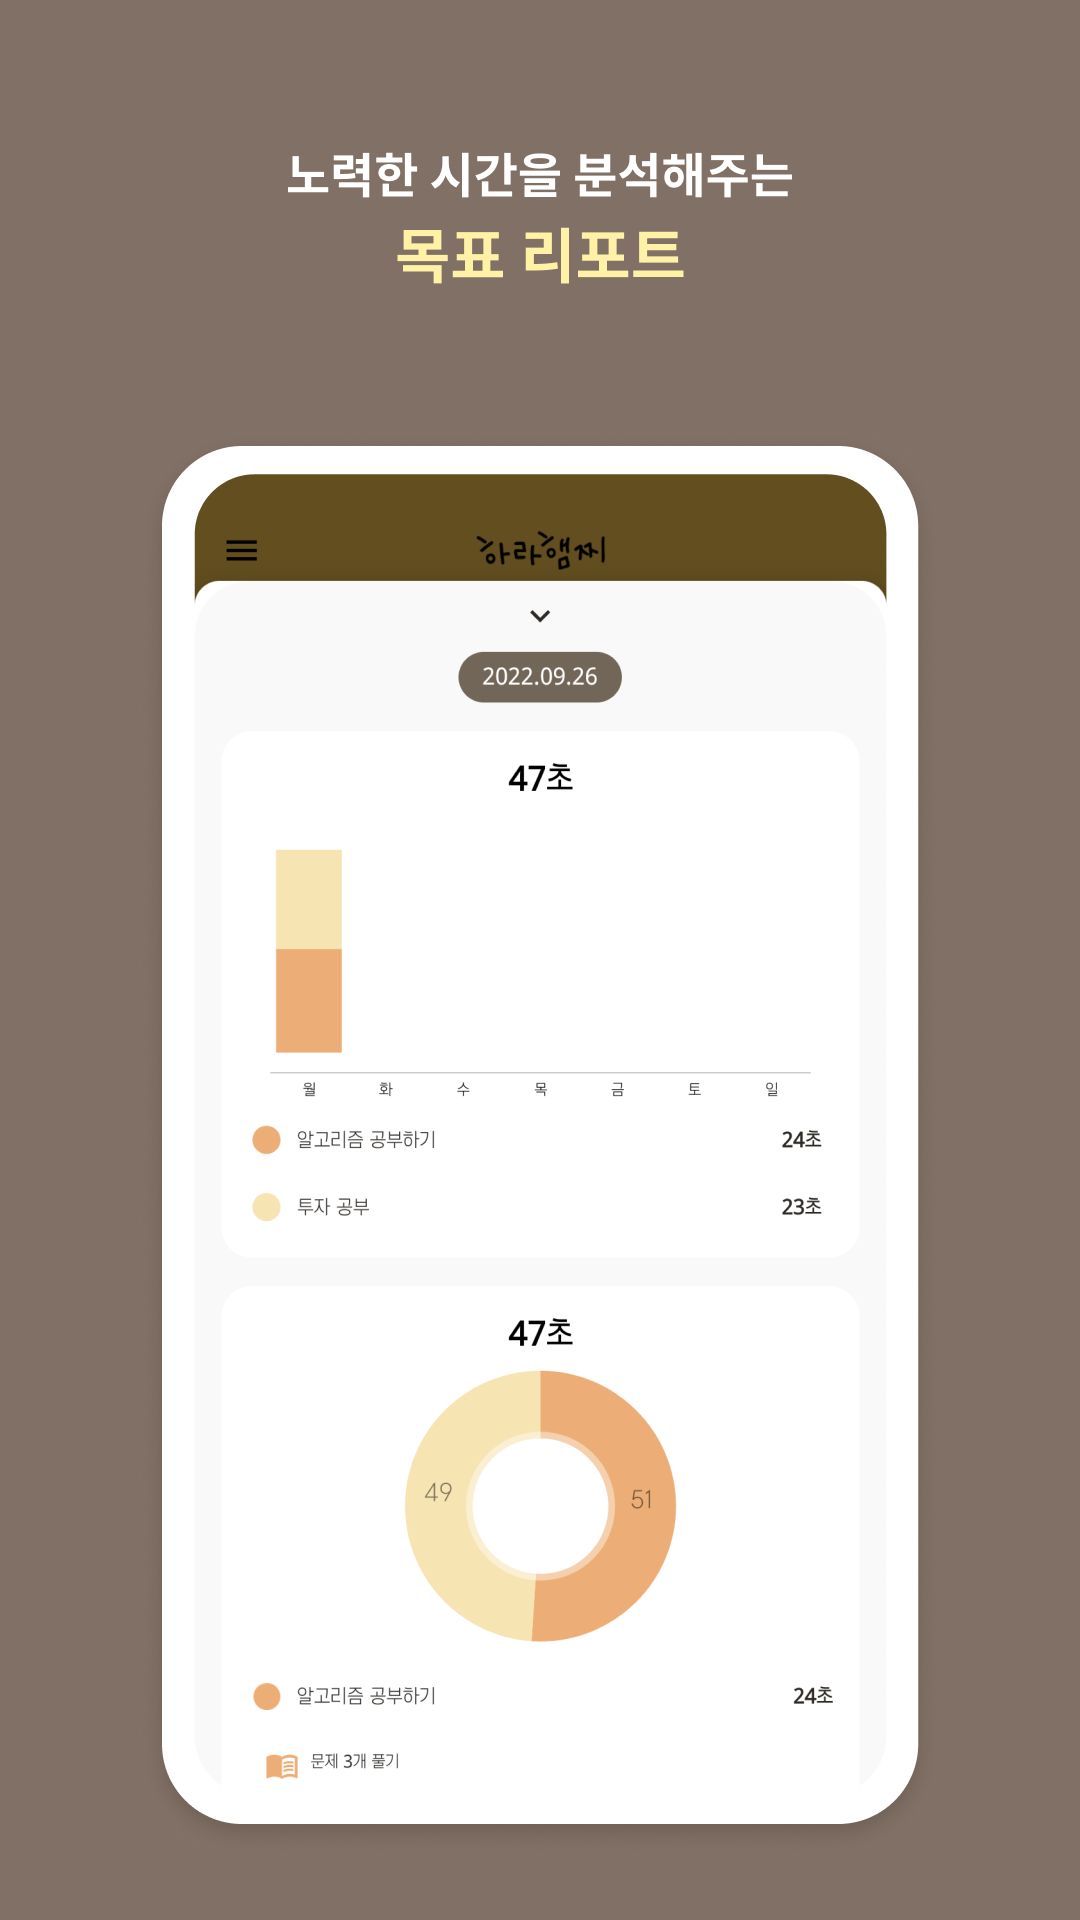 노력한 시간을 분석해주는
목표 리포트
하라햄찌
2022.09.26
47초
월 화 수 목 금 토 일
알고리즘 공부하기 24초
투자 공부 23초
47초
49 51
알고리즘 공부하기 24초
문제 3개 풀기